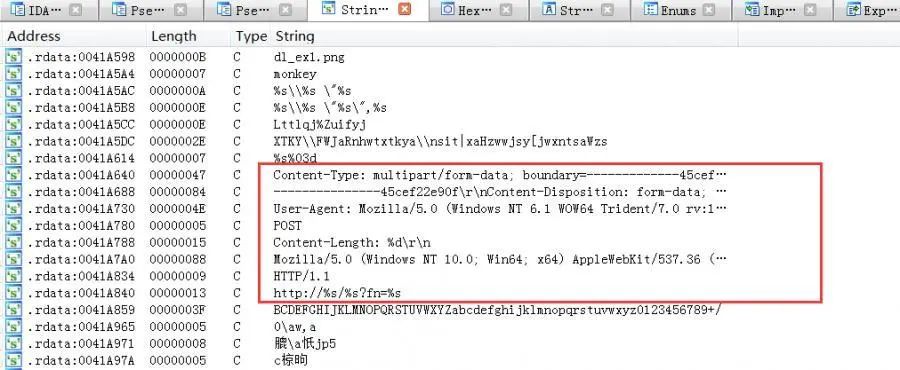 IDA··· Pse··· Pse··· Strin··· Hex··· Str··· Enums Imp··· Exp···
Address Length Type String
.rdata:0041A598 0000000B C dl_ex1.png
.rdata:0041A5A4 00000007 C monkey
.rdata:0041A5AC 0000000A C %s\\%s \"%s
.rdata:0041A5B8 0000000E C %s\\%s \"%s\",%s
.rdata:0041A5CC 0000000E C Lttlqj%Zuifyj
.rdata:0041A5DC 0000002E C XTKY\\FWJaRnhwtxtkya\\nsit|xaHzwwjsy[jwxntsaWzs
.rdata:0041A614 00000007 C %s%03d
.rdata:0041A640 00000047 C Content-Type: multipart/form-data; boundary=-------------45cef···
.rdata:0041A688 00000084 C ---------------45cef22e90f\r\nContent-Disposition: form-data; ···
.rdata:0041A730 0000004E C User-Agent: Mozilla/5.0 (Windows NT 6.1 WOW64 Trident/7.0 rv:1···
.rdata:0041A780 00000005 C POST
.rdata:0041A788 00000015 C Content-Length: %d\r\n
.rdata:0041A7A0 00000088 C Mozilla/5.0 (Windows NT 10.0; Win64; x64) AppleWebKit/537.36 (···
.rdata:0041A834 00000009 C HTTP/1.1
.rdata:0041A840 00000013 C http://%s/%s?fn=%s
.rdata:0041A859 0000003F C BCDEFGHIJKLMNOPQRSTUVWXYZabcdefghijklmnopqrstuvwxyz0123456789+/
.rdata:0041A965 00000005 C /0\aw,a
.rdata:0041A971 00000008 C \a怟jp5
.rdata:0041A97A 00000005 C c椋昫